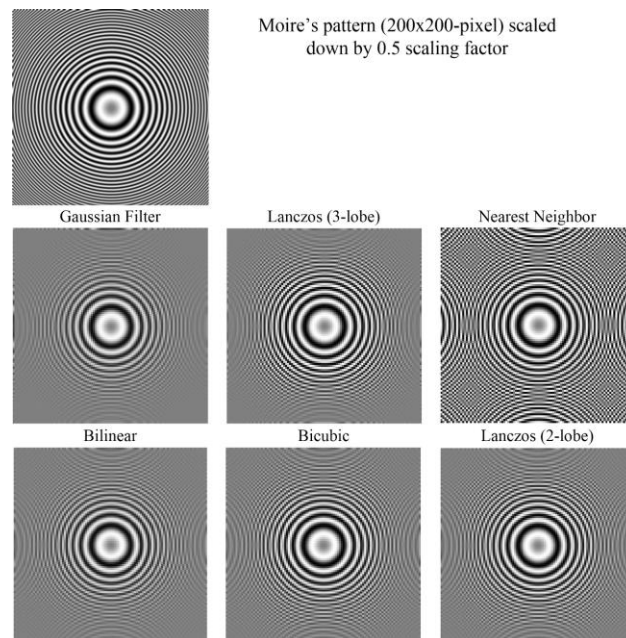 Moire's pattern (200x200-pixel) scaled
down by 0.5 scaling factor
Gaussian Filter
Lanczos (3-lobe)
Nearest Neighbor
Bilinear
Bicubic
Lanczos (2-lobe)